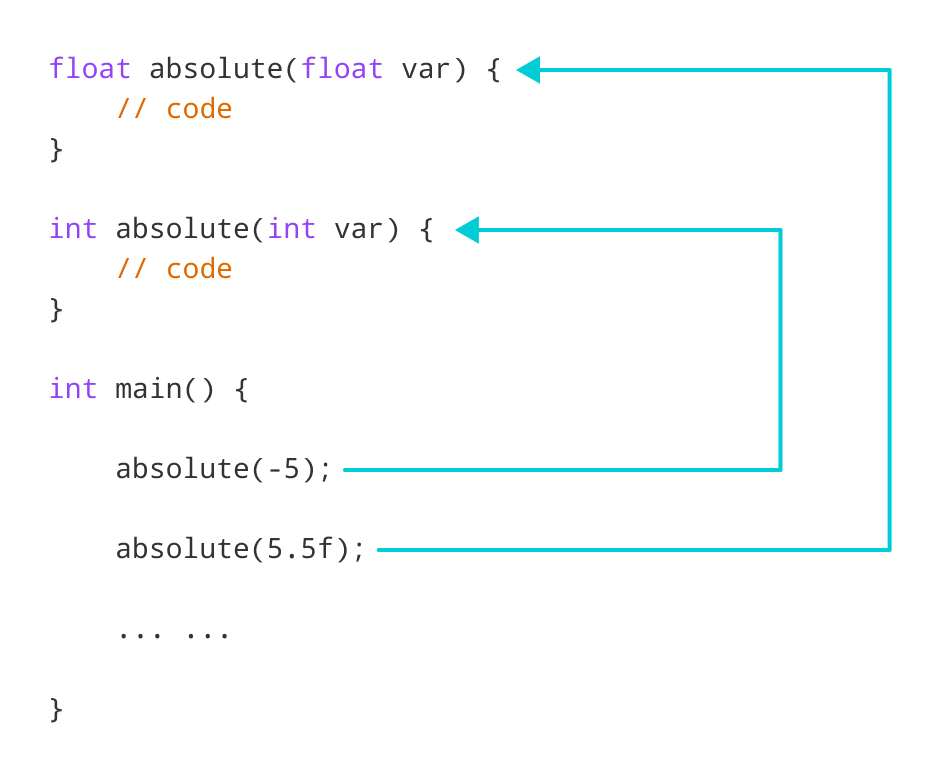 float absolute(float var) {
    // code
}
int absolute(int var) {
    // code
}
int main() {
    absolute(-5);
    absolute(5.5f);
    ... ...
}